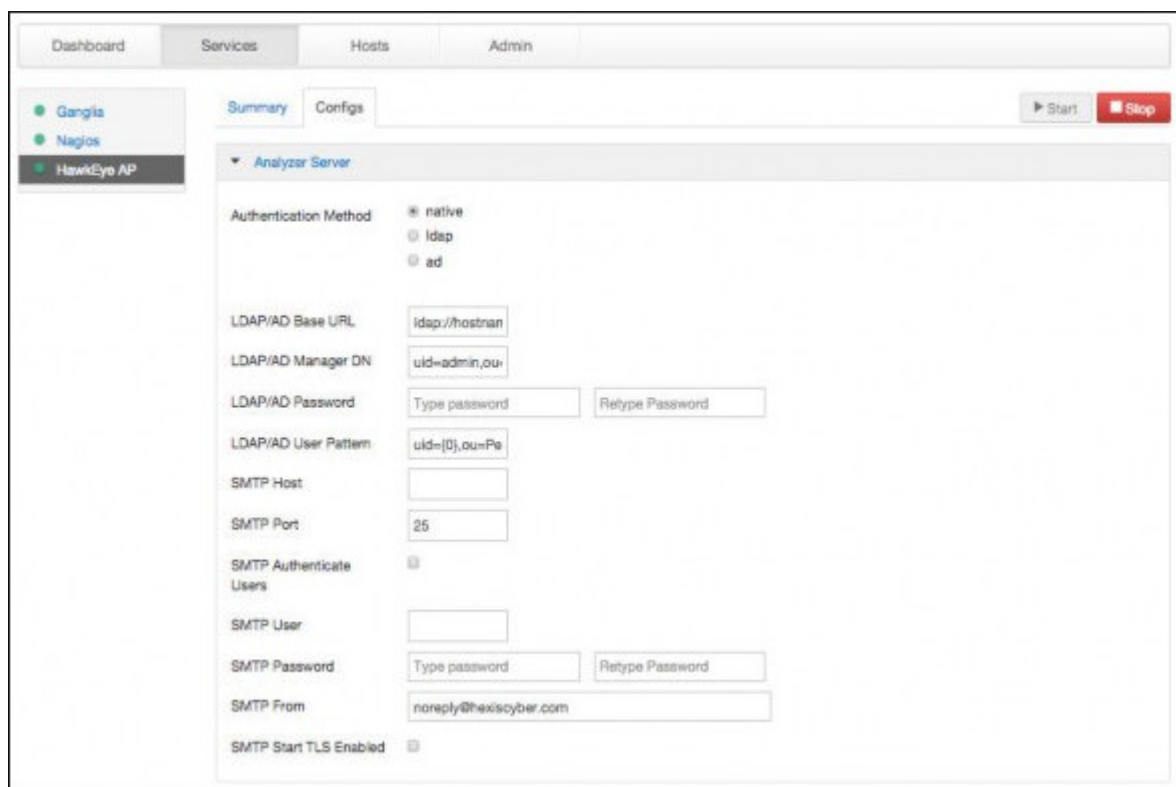 Dashboard Services Hosts Admin
Ganglia
Nagios
HawkEye AP
Summary Configs Start Stop
Analyzer Server
Authentication Method
native
ldap
ad
LDAP/AD Base URL ldap://hostnan
LDAP/AD Manager DN uid=admin,ou
LDAP/AD Password Type password Retype Password
LDAP/AD User Pattern uid={0},ou=Pe
SMTP Host
SMTP Port 25
SMTP Authenticate
Users
SMTP User
SMTP Password Type password Retype Password
SMTP From noreply@hexiscyber.com
SMTP Start TLS Enabled